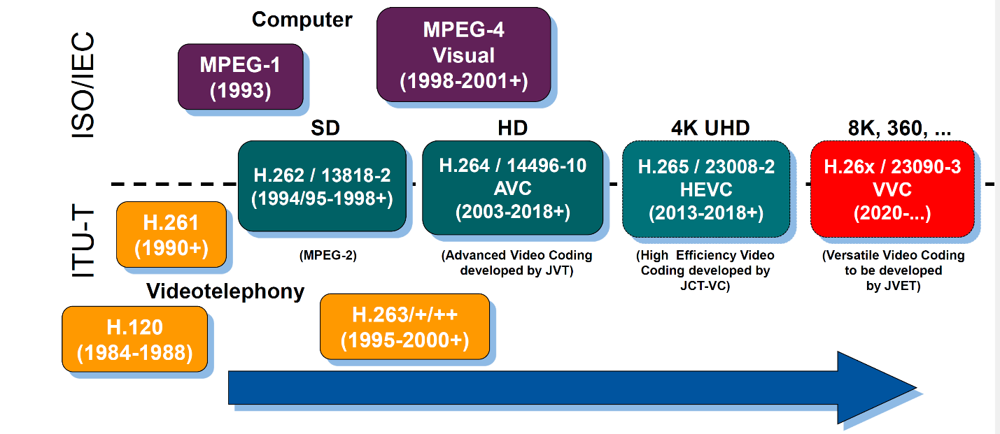 ISO/IEC
ITU-T
Computer
MPEG-1
(1993)
MPEG-4
Visual
(1998-2001+)
SD
H.262 / 13818-2
(1994/95-1998+)
(MPEG-2)
HD
H.264 / 14496-10
AVC
(2003-2018+)
(Advanced Video Coding
developed by JVT)
4K UHD
H.265 / 23008-2
HEVC
(2013-2018+)
(High Efficiency Video
Coding developed by
JCT-VC)
8K, 360, ...
H.26x / 23090-3
VVC
(2020-...)
(Versatile Video Coding
to be developed
by JVET)
H.261
(1990+)
Videotelephony
H.120
(1984-1988)
H.263/+/++
(1995-2000+)